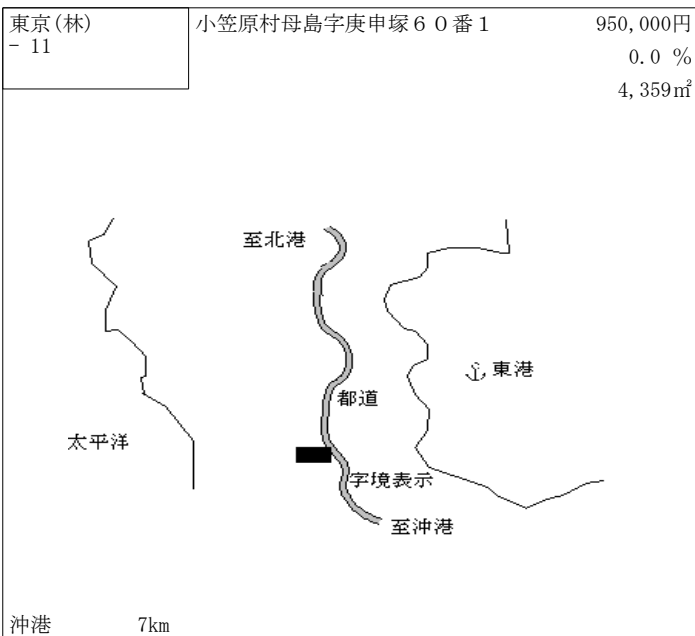 東京(林)
- 11
小笠原村母島字庚申塚６０番１
950,000円
0.0 %
4,359㎡
至北港
東港
都道
太平洋
字境表示
至沖港
沖港 7km